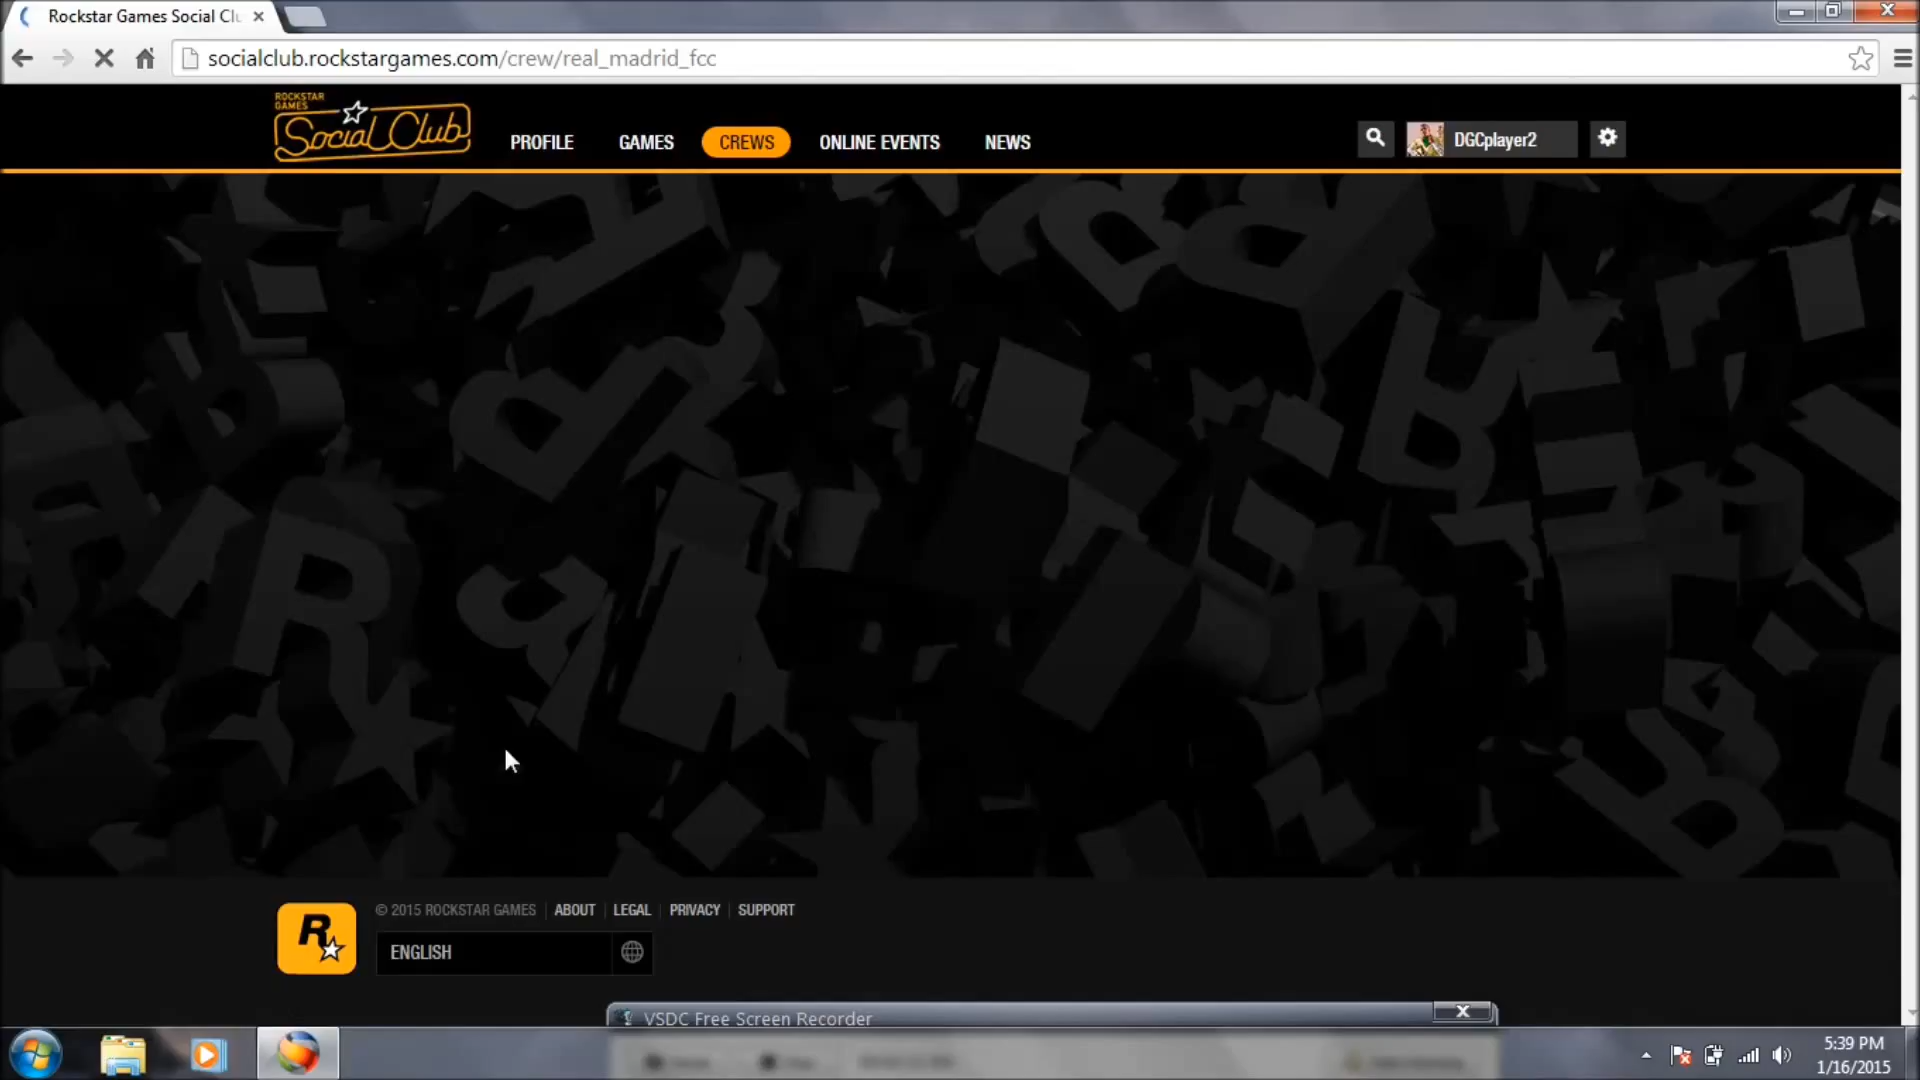 Rockstar Games Social Clu
socialclub.rockstargames.com/crew/real_madrid_fcc
ROCKSTAR
GAMES
Social Club
PROFILE
GAMES
CREWS
ONLINE EVENTS
NEWS
DGCplayer2
R
© 2015 ROCKSTAR GAMES
ABOUT
LEGAL
PRIVACY
SUPPORT
ENGLISH
VSDC Free Screen Recorder
5:39 PM
1/16/2015